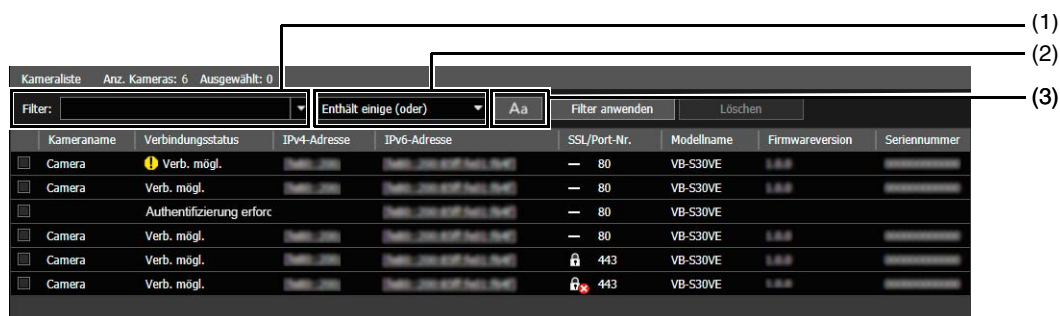 (1)
(2)
(3)
Kameraliste Anz. Kameras: 6 Ausgewählt: 0
Filter: Enthält einige (oder) Aa Filter anwenden Löschen
Kameraname Verbindungsstatus IPv4-Adresse IPv6-Adresse SSL/Port-Nr. Modellname Firmwareversion Seriennummer
Camera Verb. mögl. — 80 VB-S30VE
Camera Verb. mögl. — 80 VB-S30VE
Authentifizierung erforc — 80 VB-S30VE
Camera Verb. mögl. — 80 VB-S30VE
Camera Verb. mögl. 443 VB-S30VE
Camera Verb. mögl. 443 VB-S30VE